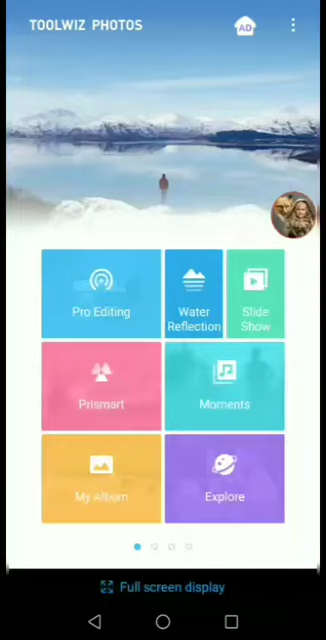 TOOLWIZ PHOTOS
AD
Pro Editing
Water
Reflection
Slide
Show
Prismart
Moments
My Album
Explore
Full screen display